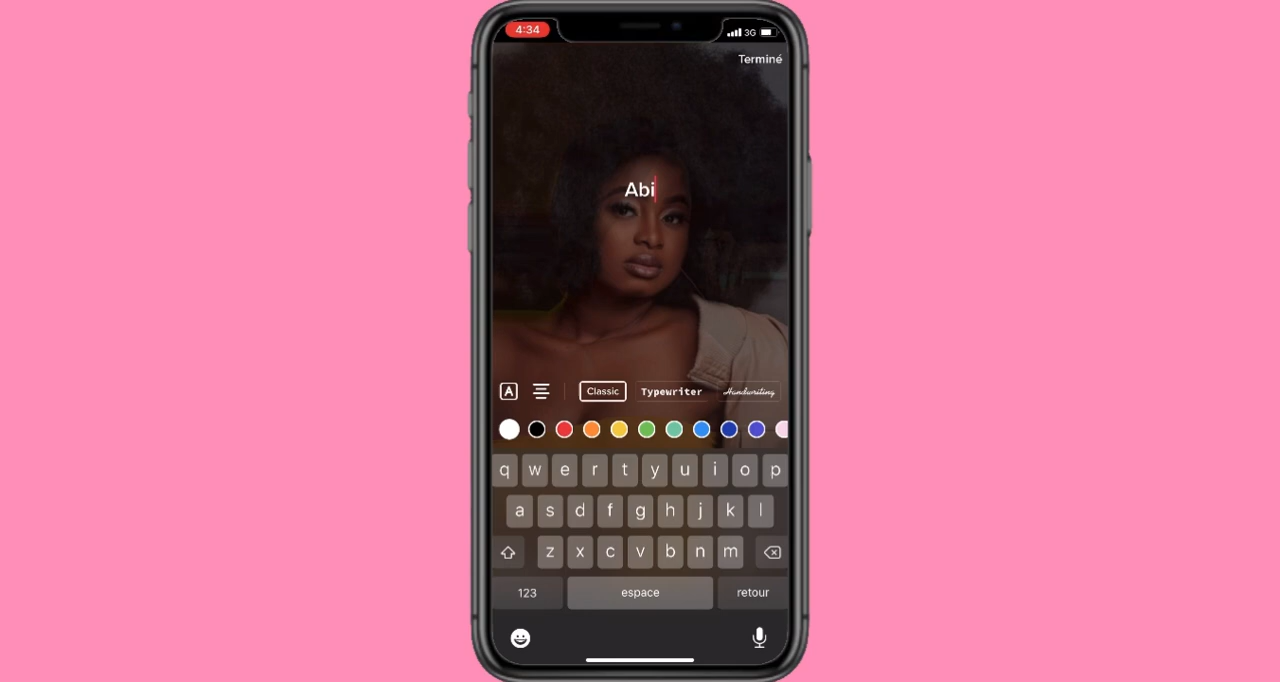 4:34
3G
Terminé
Abi
A
Classic Typewriter Handwriting
q w e r t y u i o p
a s d f g h j k l
z x c v b n m
123 espace retour